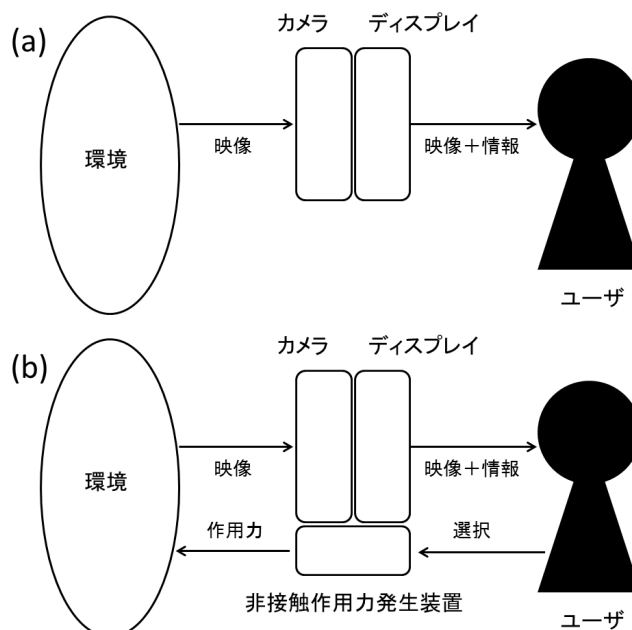 (a)
カメラ ディスプレイ
環境
映像
映像＋情報
ユーザ
(b)
カメラ ディスプレイ
環境
映像
映像＋情報
作用力
選択
非接触作用力発生装置
ユーザ